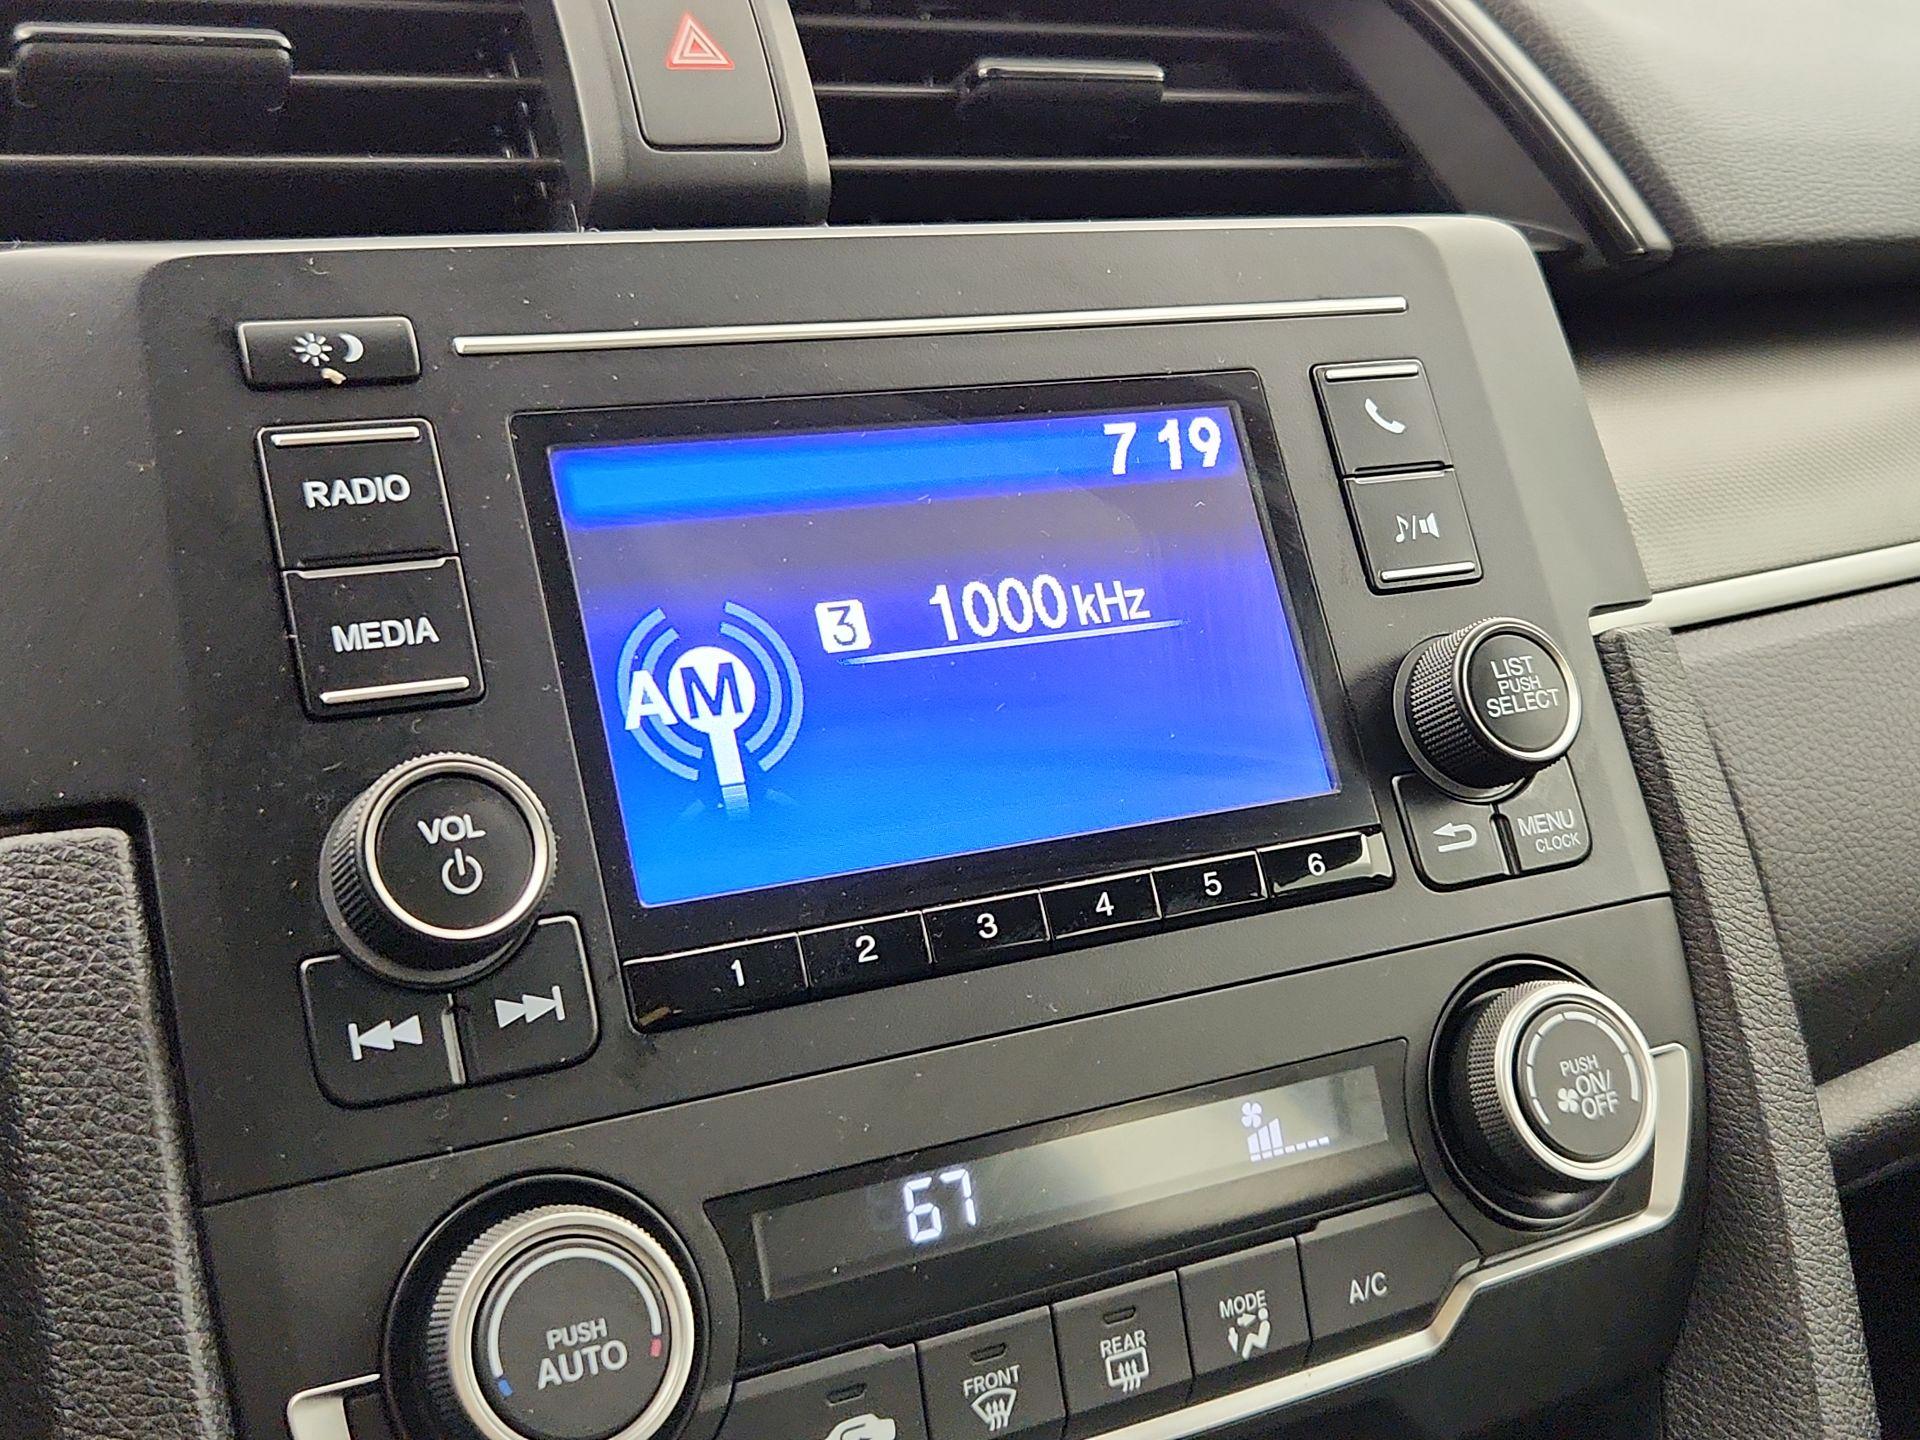 7 19
RADIO
MEDIA
3 1000 kHz
AM
LIST
PUSH
SELECT
VOL
MENU
CLOCK
1 2 3 4 5 6
PUSH
ON/
OFF
67
PUSH
AUTO
FRONT
REAR
MODE
A/C